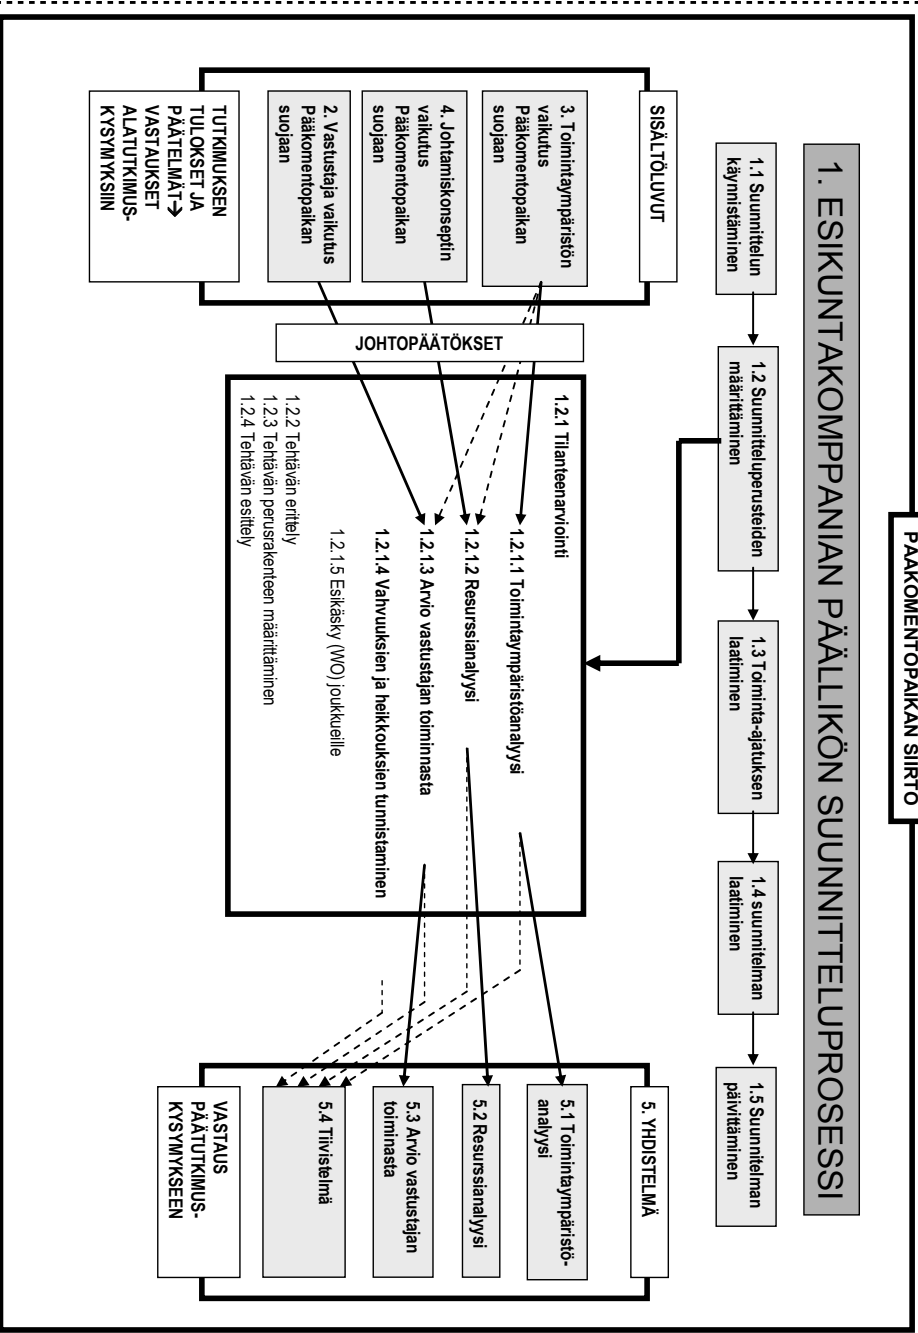 PÄÄKOMENTOPAIKAN SIIRTO
1. ESIKUNTAKOMPPANIAN PÄÄLLIKÖN SUUNNITTELUPROSESSI
1.1 Suunnittelun
käynnistäminen
1.2 Suunnitteluperusteiden
määrittäminen
1.3 Toiminta-ajatuksen
laatiminen
1.4 suunnitelman
laatiminen
1.5 Suunnitelman
päivittäminen
SISÄLTÖLUVUT
3. Toimintaympäristön
vaikutus
Pääkomentopaikan
suojaan
4. Johtamiskonseptin
vaikutus
Pääkomentopaikan
suojaan
2. Vastustaja vaikutus
Pääkomentopaikan
suojaan
TUTKIMUKSEN
TULOKSET JA
PÄÄTELMÄT→
VASTAUKSET
ALATUTKIMUS-
KYSYMYKSIIN
JOHTOPÄÄTÖKSET
1.2.1 Tilanteenarviointi
1.2.1.1 Toimintaympäristöanalyysi
1.2.1.2 Resurssianalyysi
1.2.1.3 Arvio vastustajan toiminnasta
1.2.1.4 Vahvuuksien ja heikkouksien tunnistaminen
1.2.1.5 Esikäsky (WO) joukkueille
1.2.2 Tehtävän erittely
1.2.3 Tehtävän perusrakenteen määrittäminen
1.2.4 Tehtävän esittely
5. YHDISTELMÄ
5.1 Toimintaympäristö-
analyysi
5.2 Resurssianalyysi
5.3 Arvo vastustajan
toiminasta
5.4 Tiivistelmä
VASTAUS
PÄÄTUTKIMUS-
KYSYMYKSEEN